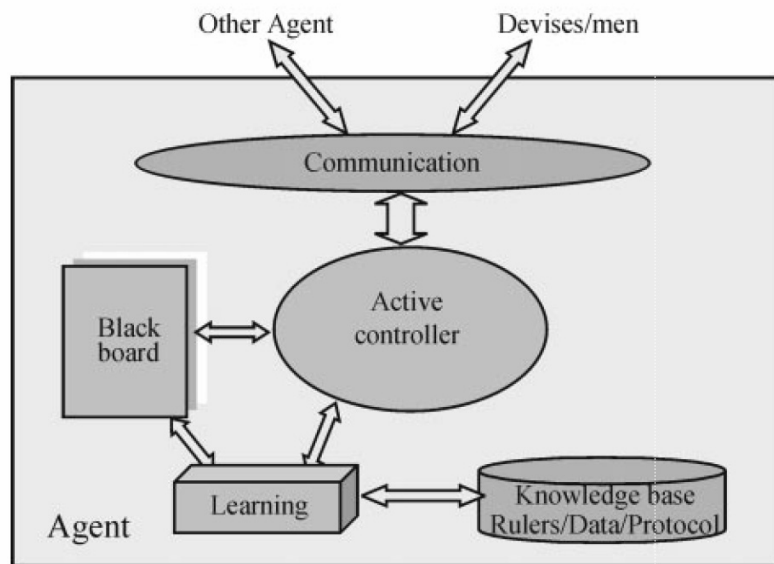 Other Agent
Devises/men
Communication
Active
controller
Black
board
Learning
Knowledge base
Rulers/Data/Protocol
Agent